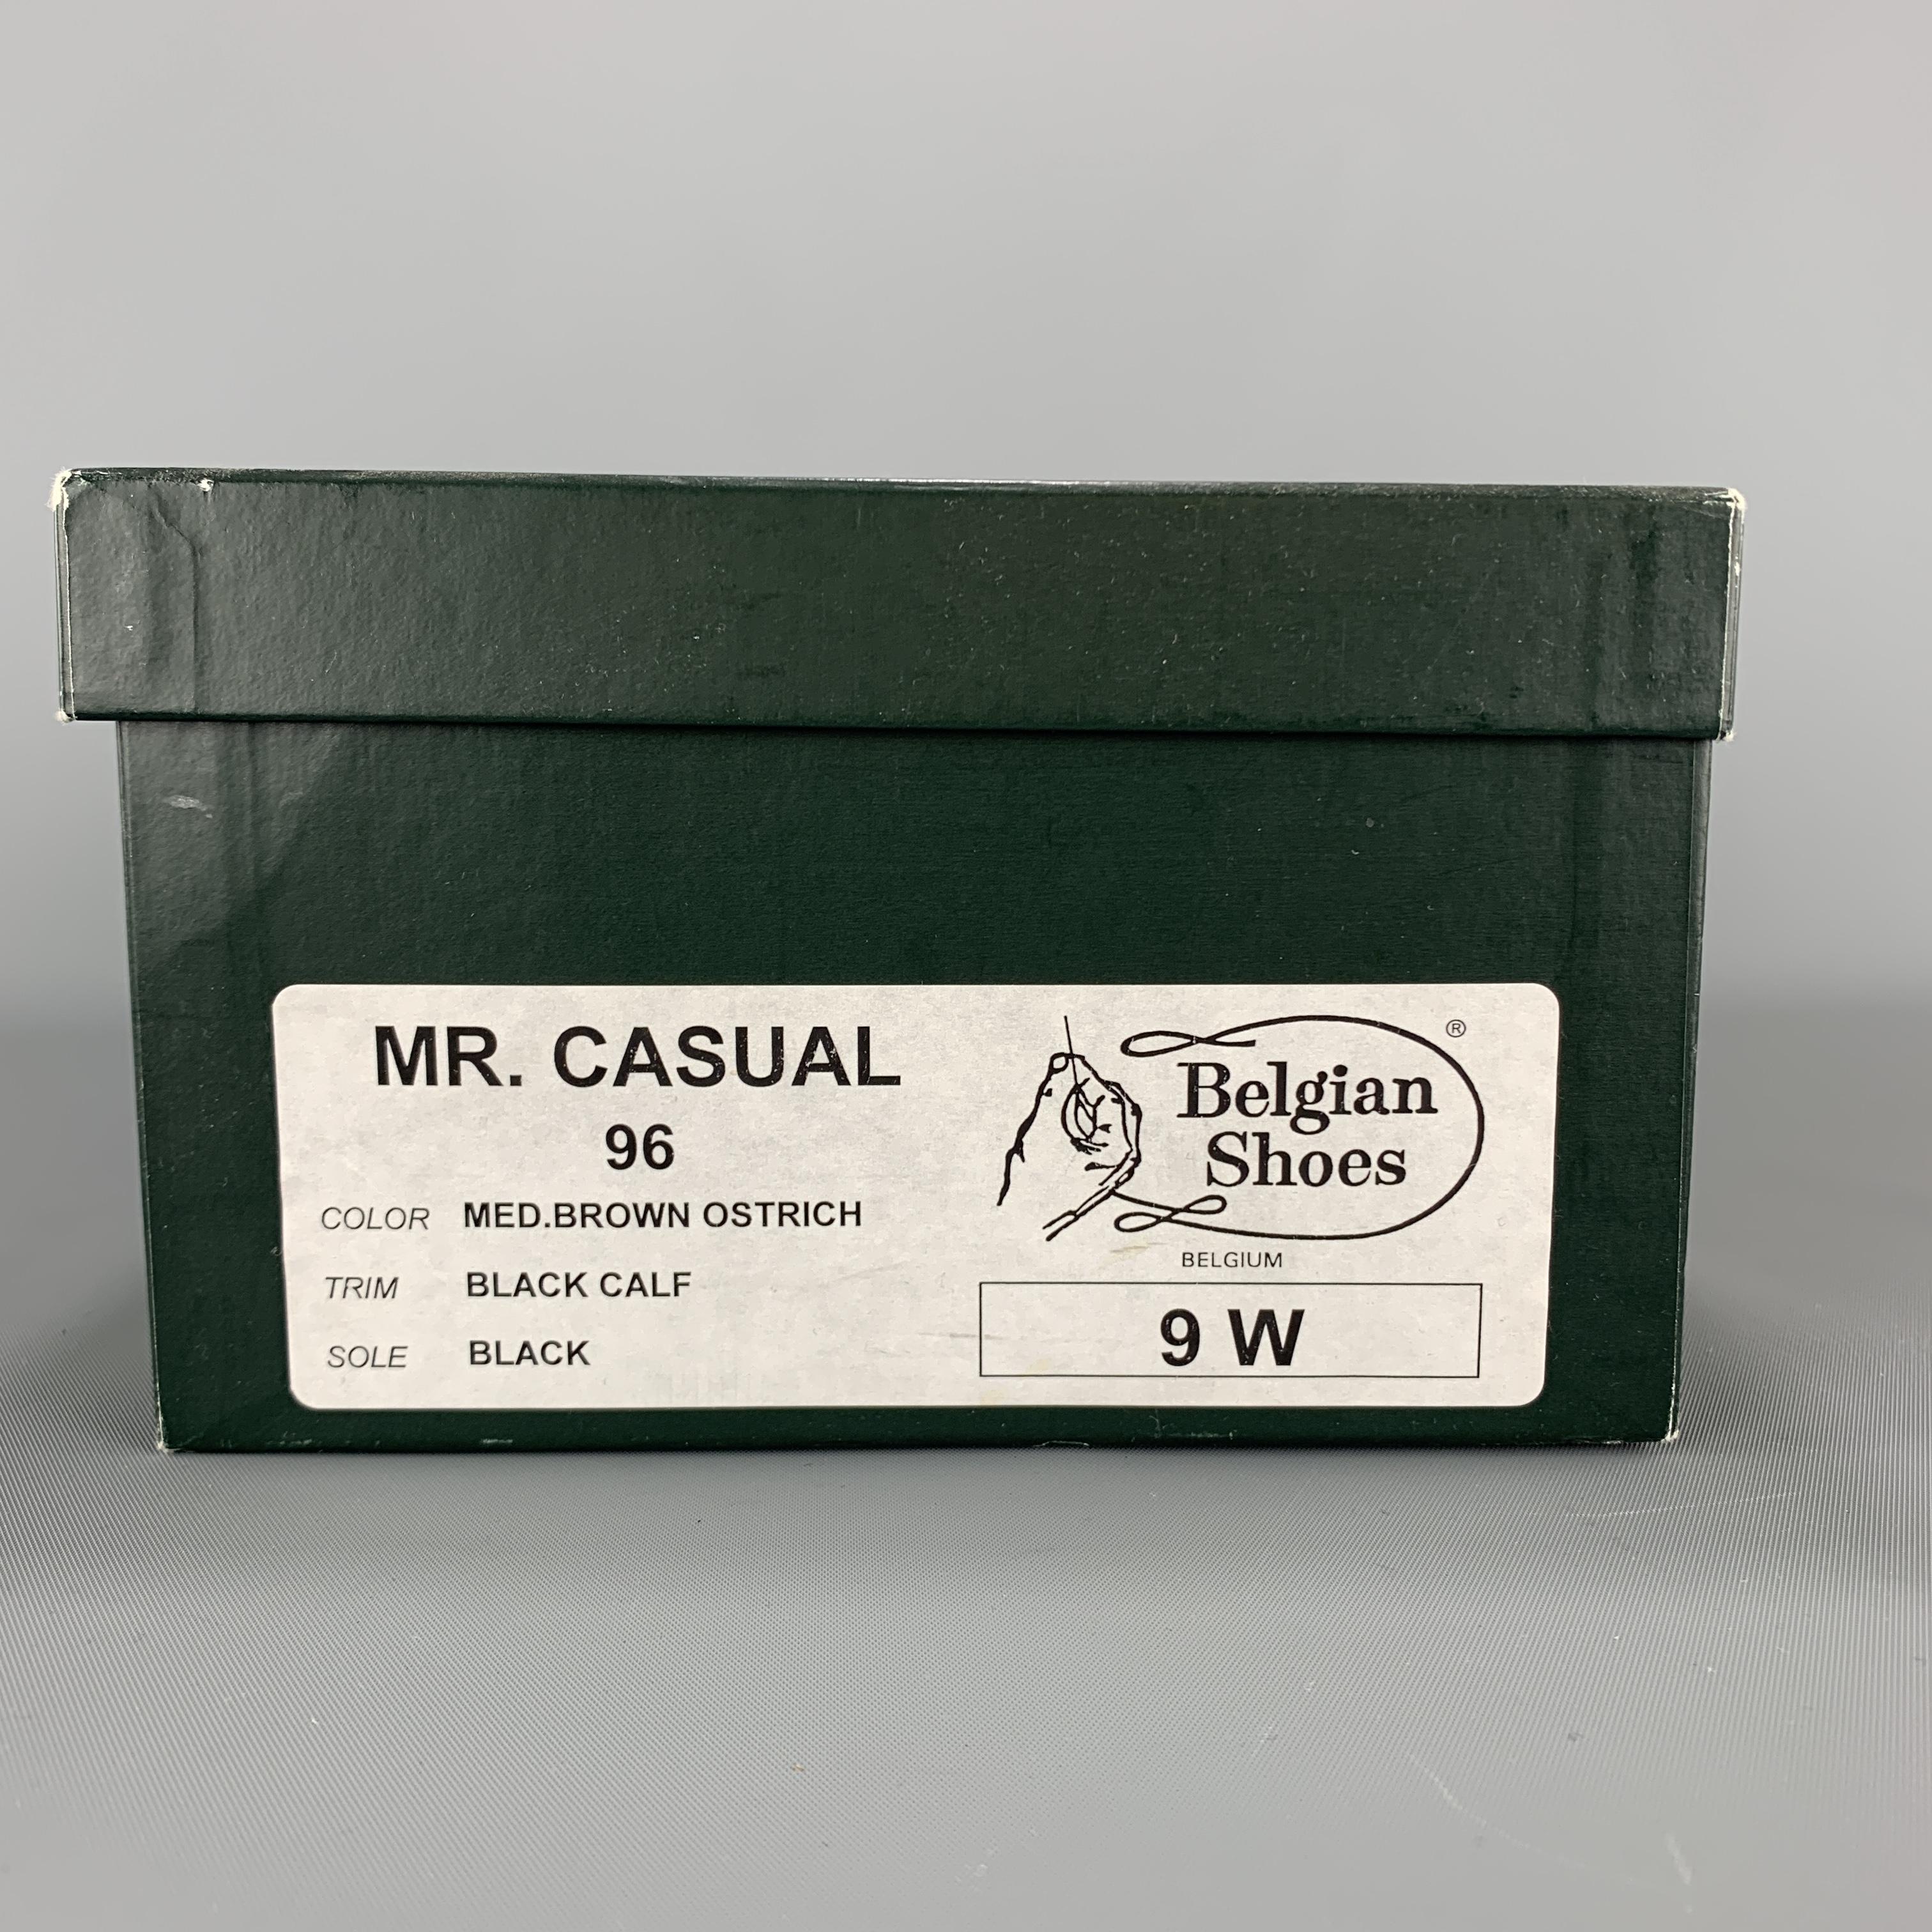 MR. CASUAL
96
COLOR MED.BROWN OSTRICH
TRIM BLACK CALF
SOLE BLACK
Belgian ®
Shoes
BELGIUM
9 W